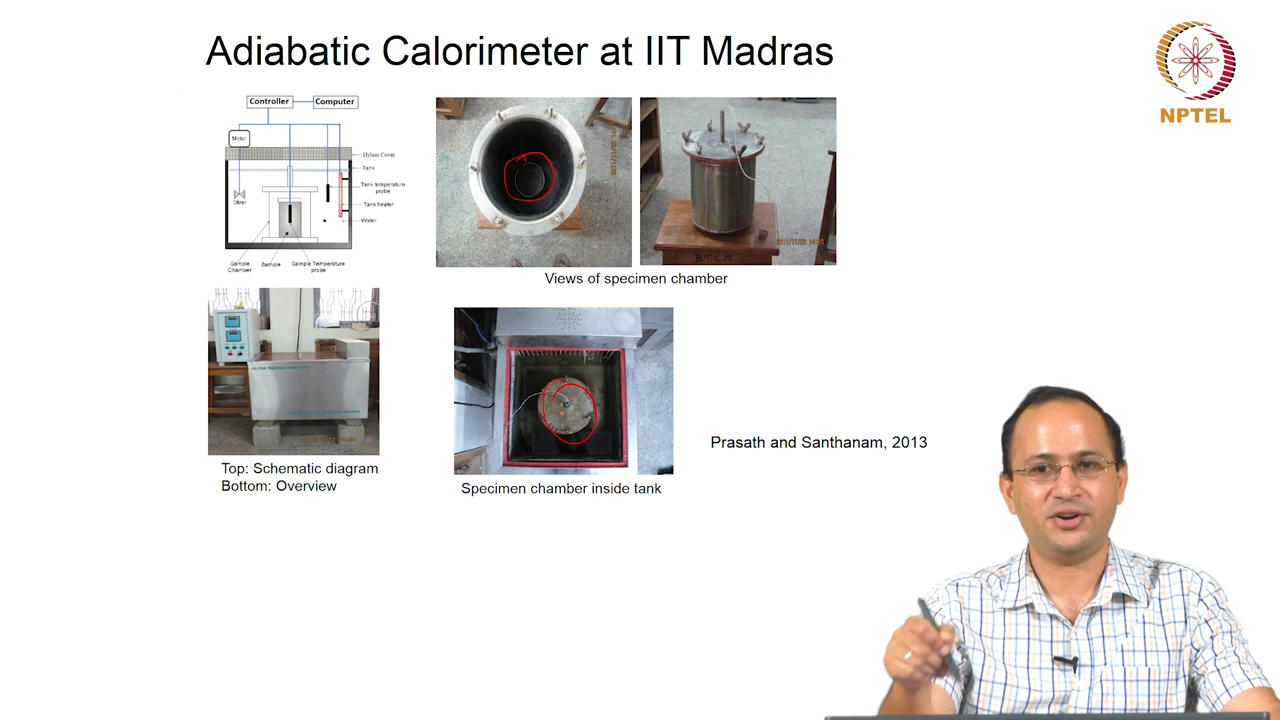 Adiabatic Calorimeter at IIT Madras
NPTEL
Controller
Computer
Motor
Hylam Cover
Tank
Tank temperature
probe
Stirer
Tank heater
Water
Sample
Chamber
Sample
Sample Temperature
probe
Views of specimen chamber
Top: Schematic diagram
Bottom: Overview
Specimen chamber inside tank
Prasath and Santhanam, 2013